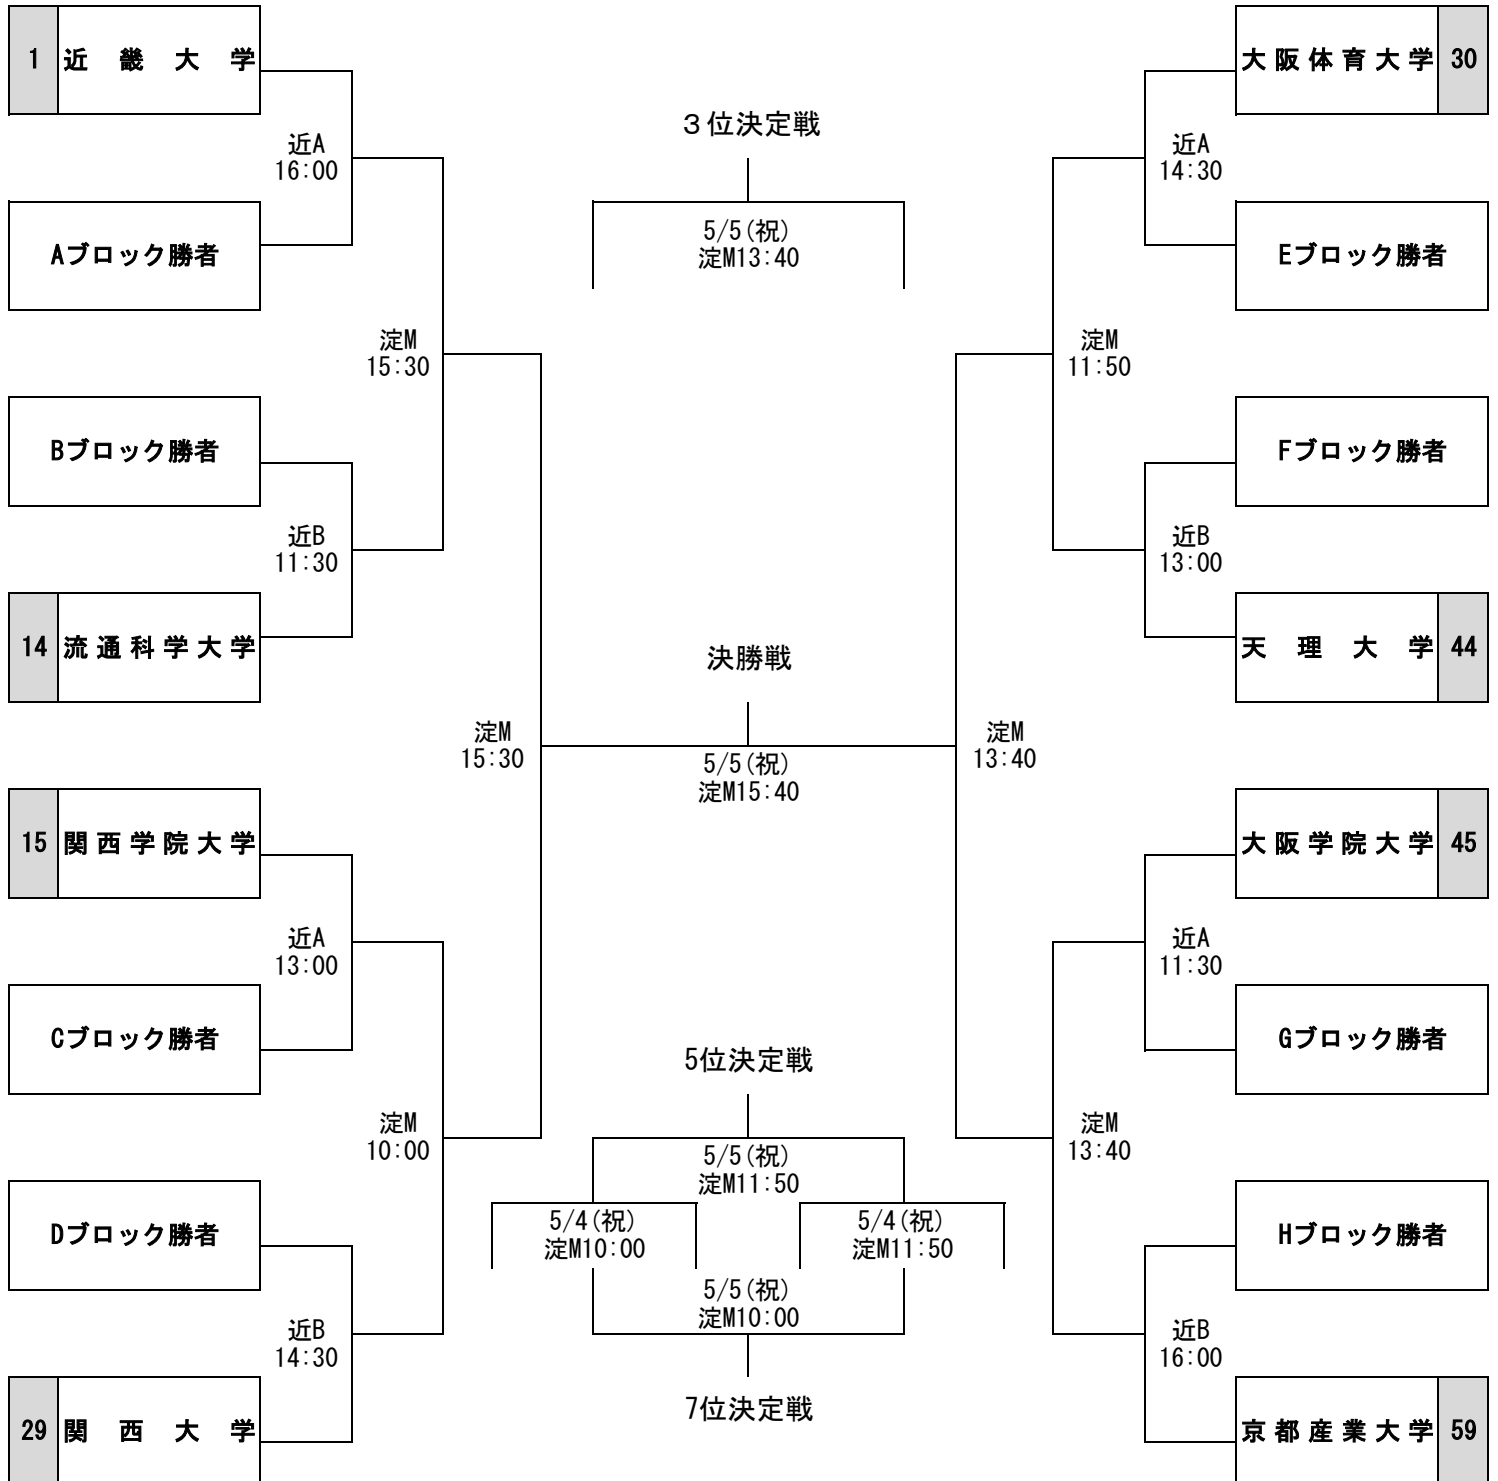 1 近畿大学
近A
16:00
Aブロック勝者
淀M
15:30
Bブロック勝者
近B
11:30
14 流通科学大学
淀M
15:30
15 関西学院大学
近A
13:00
Cブロック勝者
淀M
10:00
Dブロック勝者
近B
14:30
29 関西大学
3位決定戦
5/5(祝)
淀M13:40
決勝戦
5/5(祝)
淀M15:40
5位決定戦
5/5(祝)
淀M11:50
5/4(祝)
淀M10:00
5/4(祝)
淀M11:50
5/5(祝)
淀M10:00
7位決定戦
大阪体育大学 30
近A
14:30
Eブロック勝者
淀M
11:50
Fブロック勝者
近B
13:00
天理大学 44
淀M
13:40
大阪学院大学 45
近A
11:30
Gブロック勝者
淀M
13:40
Hブロック勝者
近B
16:00
京都産業大学 59